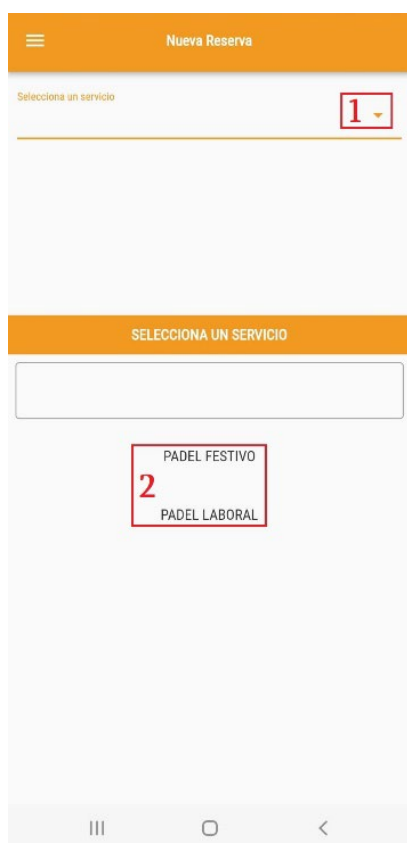 Nueva Reserva
Selecciona un servicio
1
SELECCIONA UN SERVICIO
PADEL FESTIVO
2
PADEL LABORAL